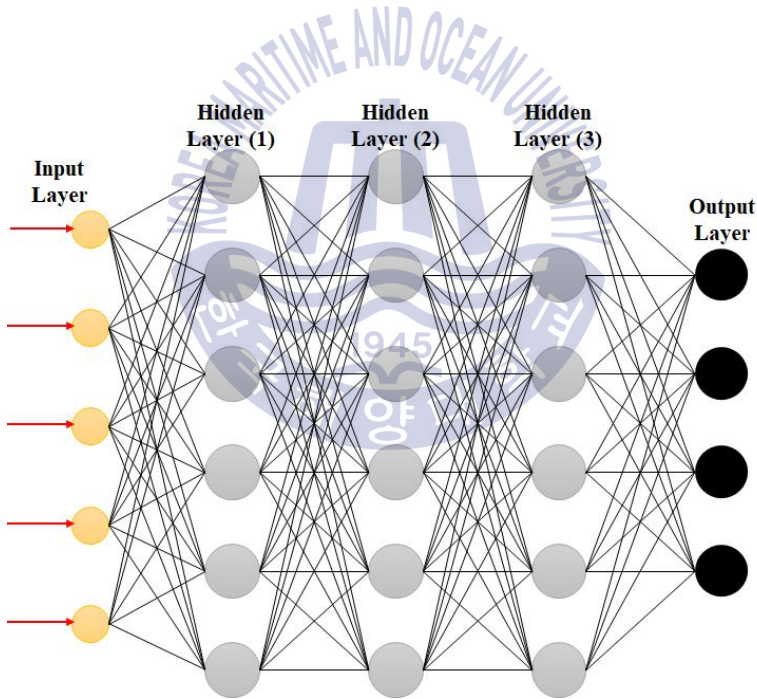 KOREA MARITIME AND OCEAN UNIVERSITY
Hidden
Layer (1)
Hidden
Layer (2)
Hidden
Layer (3)
Input
Layer
Output
Layer
1945